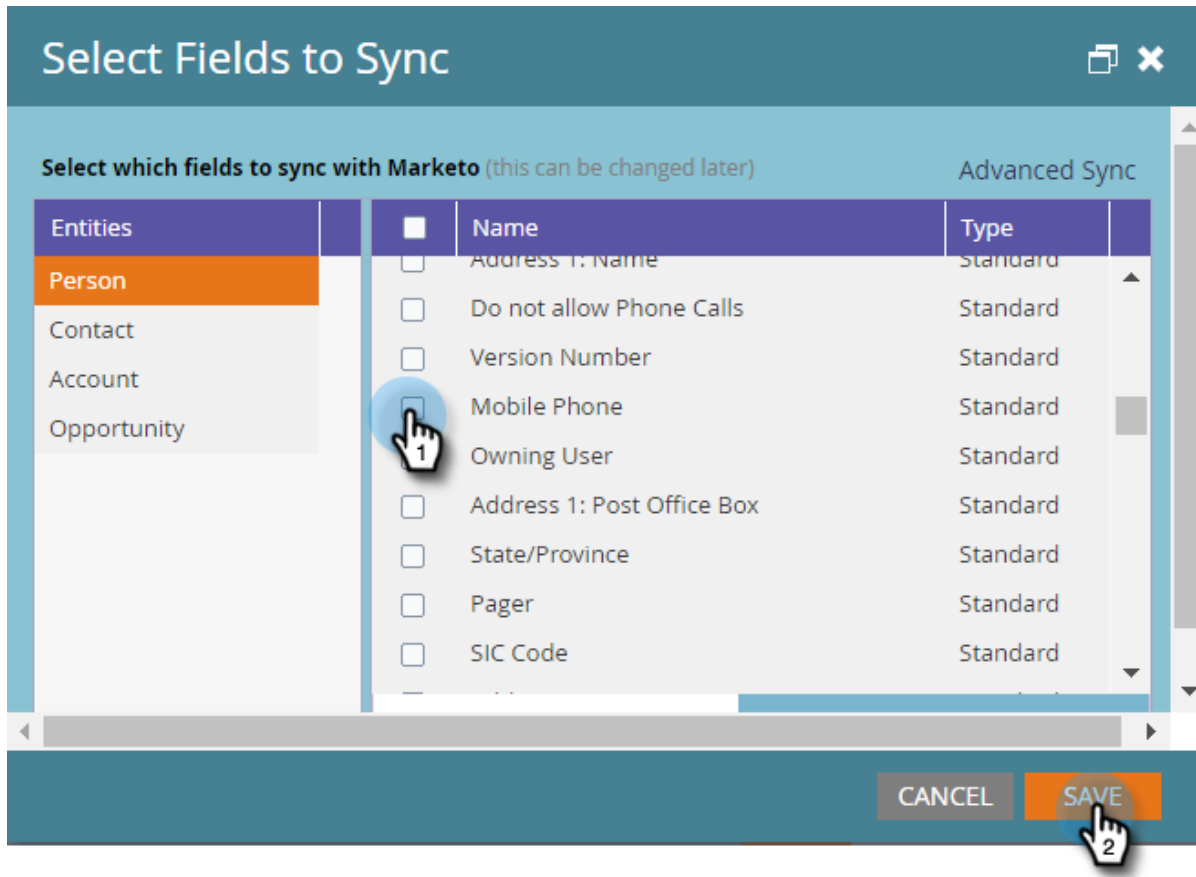 Select Fields to Sync
Select which fields to sync with Marketo (this can be changed later)
Advanced Sync
Entities
Name
Type
Person
Contact
Account
Opportunity
Address 1: Name Standard
Do not allow Phone Calls Standard
Version Number Standard
Mobile Phone Standard
Owning User Standard
Address 1: Post Office Box Standard
State/Province Standard
Pager Standard
SIC Code Standard
1
CANCEL
SAVE
2